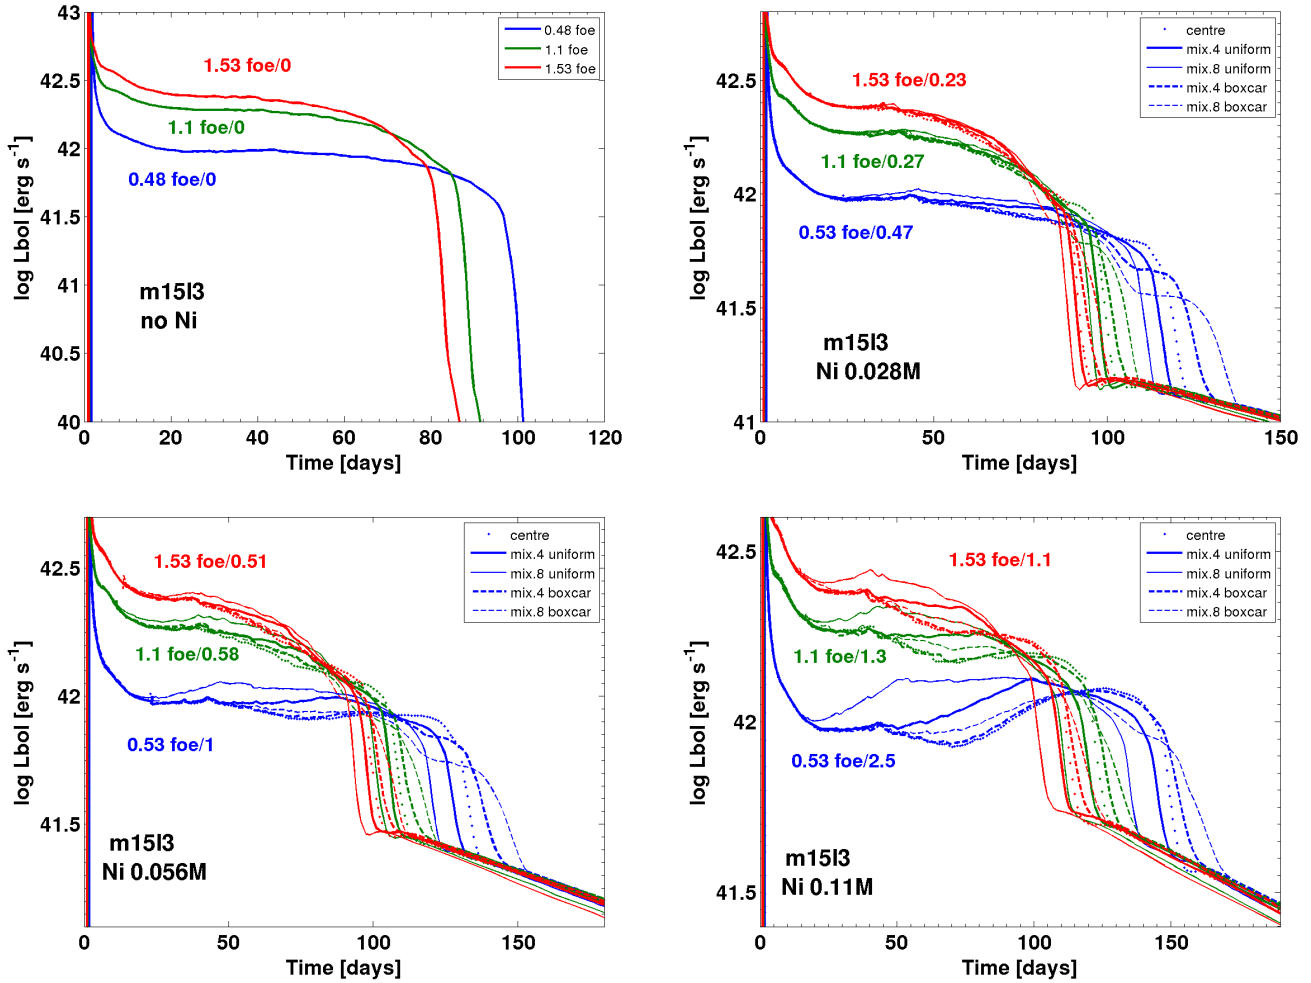 43
42.5
42
41.5
41
40.5
40
0
20
40
60
80
100
120
log Lbol [erg s⁻¹]
Time [days]
0.48 foe
1.1 foe
1.53 foe
1.53 foe/0
1.1 foe/0
0.48 foe/0
m15l3
no Ni
42.5
42
41.5
41
0
50
100
150
log Lbol [erg s⁻¹]
Time [days]
centre
mix.4 uniform
mix.8 uniform
mix.4 boxcar
mix.8 boxcar
1.53 foe/0.23
1.1 foe/0.27
0.53 foe/0.47
m15l3
Ni 0.028M
42.5
42
41.5
0
50
100
150
log Lbol [erg s⁻¹]
Time [days]
centre
mix.4 uniform
mix.8 uniform
mix.4 boxcar
mix.8 boxcar
1.53 foe/0.51
1.1 foe/0.58
0.53 foe/1
m15l3
Ni 0.056M
42.5
42
41.5
0
50
100
150
log Lbol [erg s⁻¹]
Time [days]
centre
mix.4 uniform
mix.8 uniform
mix.4 boxcar
mix.8 boxcar
1.53 foe/1.1
1.1 foe/1.3
0.53 foe/2.5
m15l3
Ni 0.11M